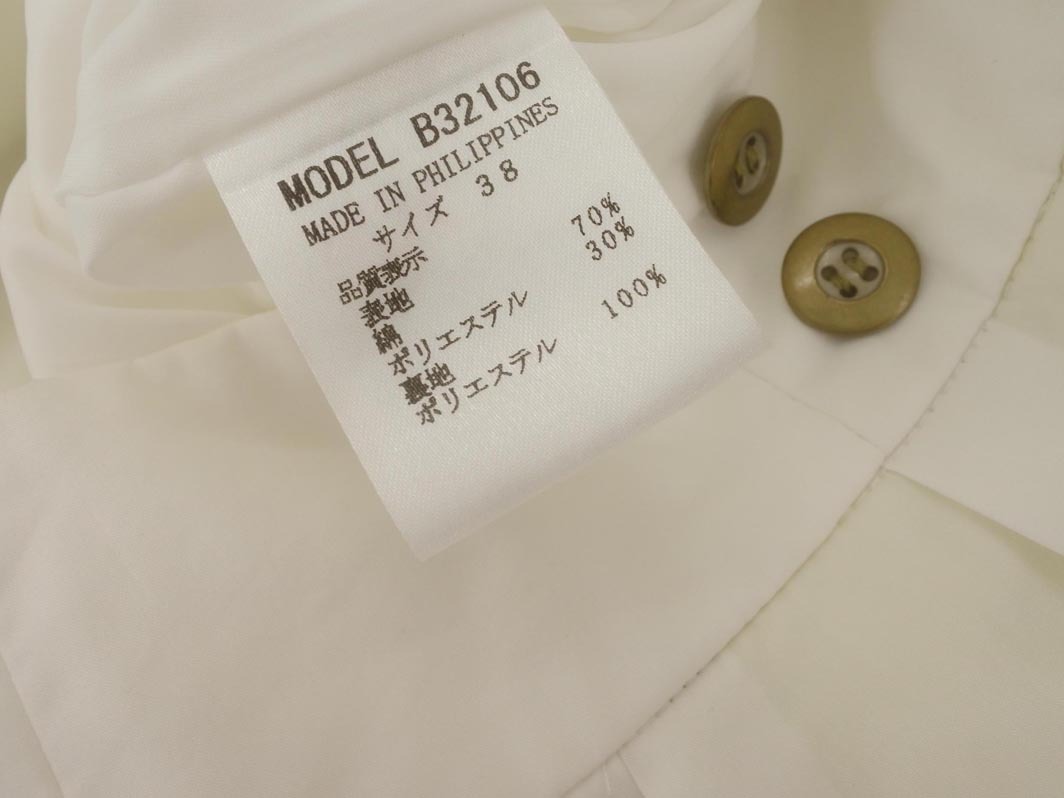 MODEL B32106
MADE IN PHILIPPINES
サイズ 38
品質表示
表地
綿 70%
ポリエステル 30%
裏地
ポリエステル 100%